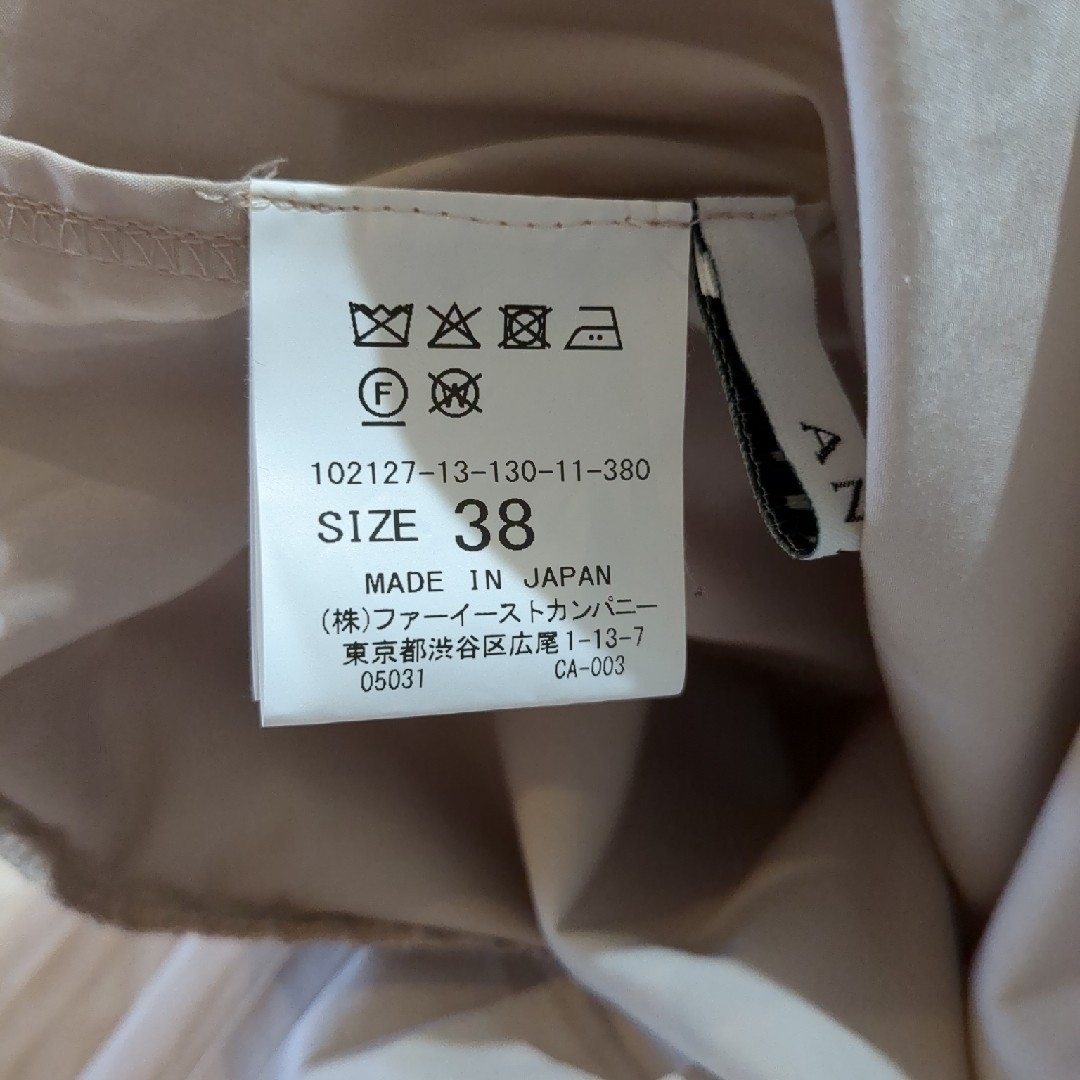 F W
102127-13-130-11-380
SIZE 38
MADE IN JAPAN
(株)ファーイーストカンパニー
東京都渋谷区広尾1-13-7
05031 CA-003
A N